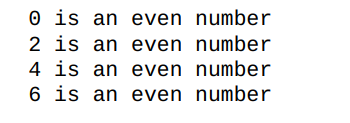 0 is an even number
2 is an even number
4 is an even number
6 is an even number